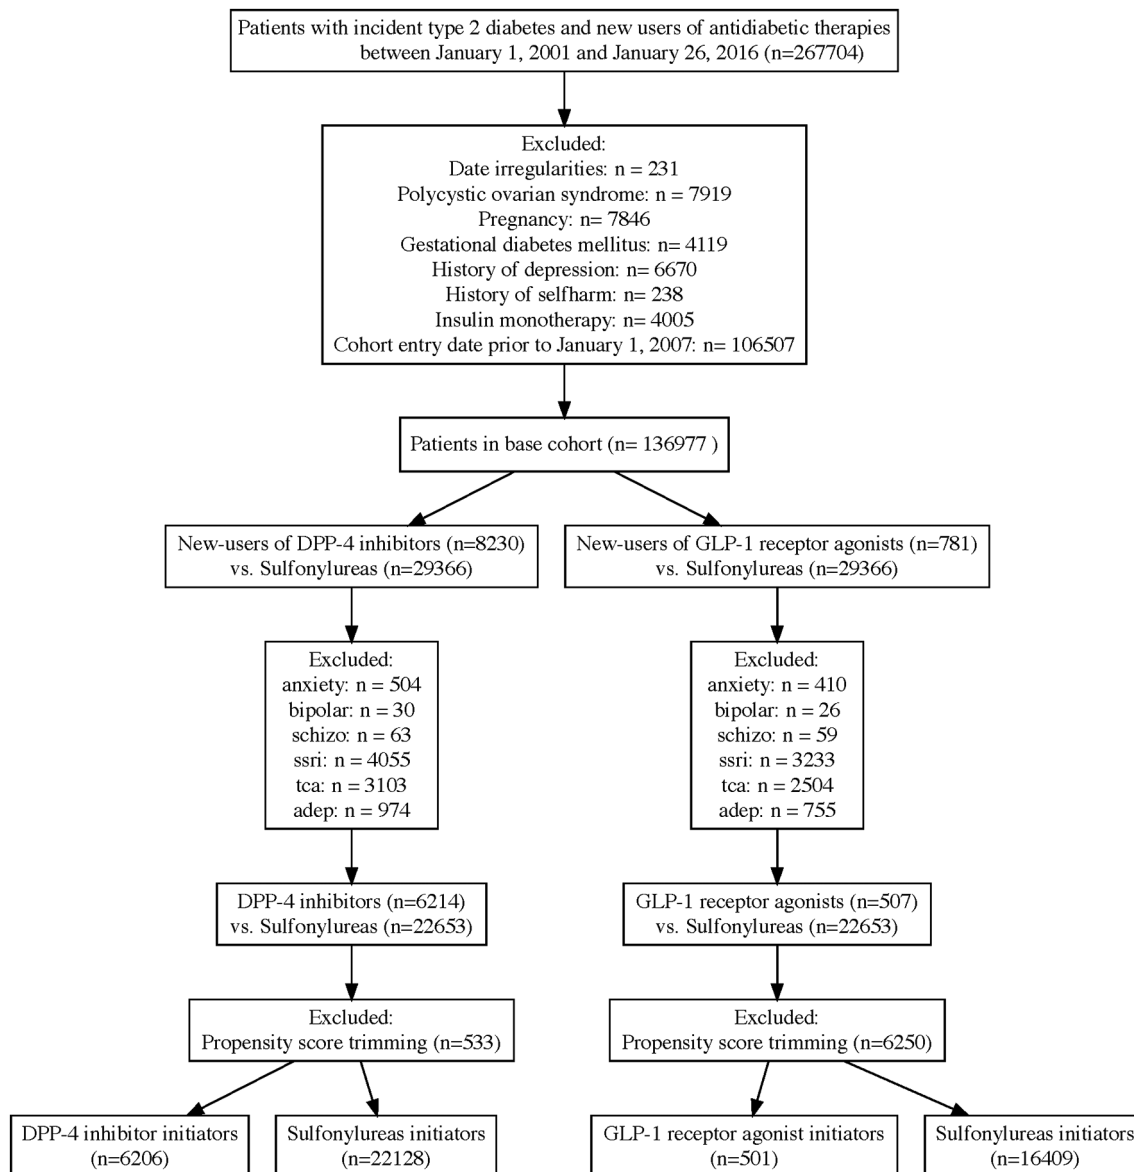 Patients with incident type 2 diabetes and new users of antidiabetic therapies
between January 1, 2001 and January 26, 2016 (n=267704)
Excluded:
Date irregularities: n = 231
Polycystic ovarian syndrome: n = 7919
Pregnancy: n= 7846
Gestational diabetes mellitus: n= 4119
History of depression: n= 6670
History of selfharm: n= 238
Insulin monotherapy: n= 4005
Cohort entry date prior to January 1, 2007: n= 106507
Patients in base cohort (n= 136977 )
New-users of DPP-4 inhibitors (n=8230)
vs. Sulfonylureas (n=29366)
New-users of GLP-1 receptor agonists (n=781)
vs. Sulfonylureas (n=29366)
Excluded:
anxiety: n = 504
bipolar: n = 30
schizo: n = 63
ssri: n = 4055
tca: n = 3103
adep: n = 974
Excluded:
anxiety: n = 410
bipolar: n = 26
schizo: n = 59
ssri: n = 3233
tca: n = 2504
adep: n = 755
DPP-4 inhibitors (n=6214)
vs. Sulfonylureas (n=22653)
GLP-1 receptor agonists (n=507)
vs. Sulfonylureas (n=22653)
Excluded:
Propensity score trimming (n=533)
Excluded:
Propensity score trimming (n=6250)
DPP-4 inhibitor initiators
(n=6206)
Sulfonylureas initiators
(n=22128)
GLP-1 receptor agonist initiators
(n=501)
Sulfonylureas initiators
(n=16409)